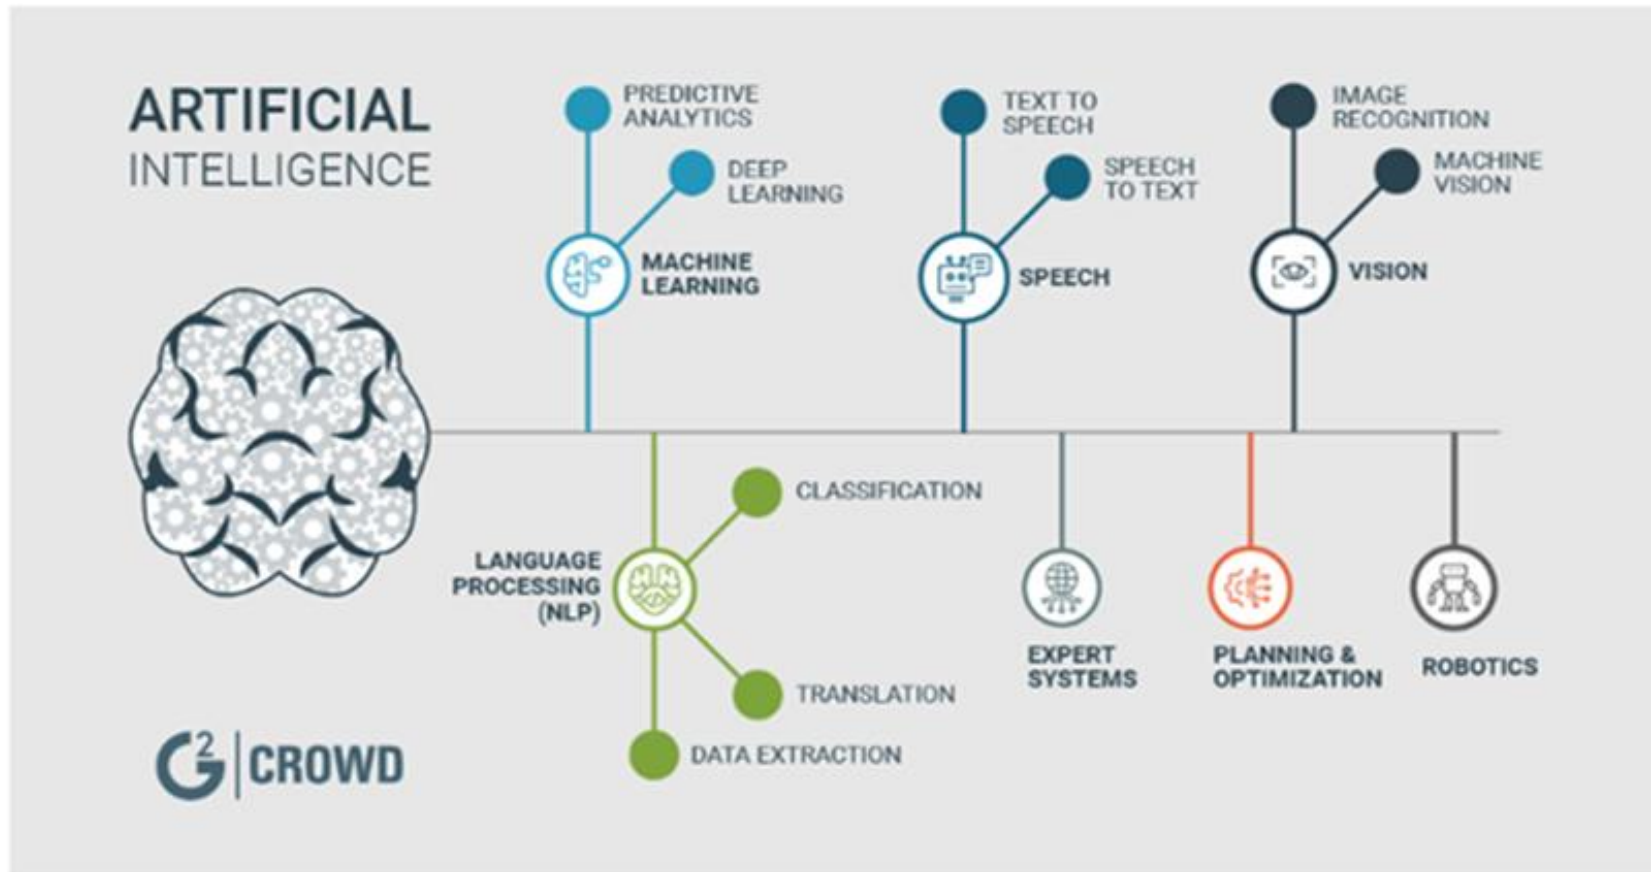 ARTIFICIAL
INTELLIGENCE
PREDICTIVE
ANALYTICS
DEEP
LEARNING
MACHINE
LEARNING
TEXT TO
SPEECH
SPEECH
TO TEXT
SPEECH
IMAGE
RECOGNITION
MACHINE
VISION
VISION
CLASSIFICATION
LANGUAGE
PROCESSING
(NLP)
TRANSLATION
DATA EXTRACTION
EXPERT
SYSTEMS
PLANNING &
OPTIMIZATION
ROBOTICS
G2 | CROWD